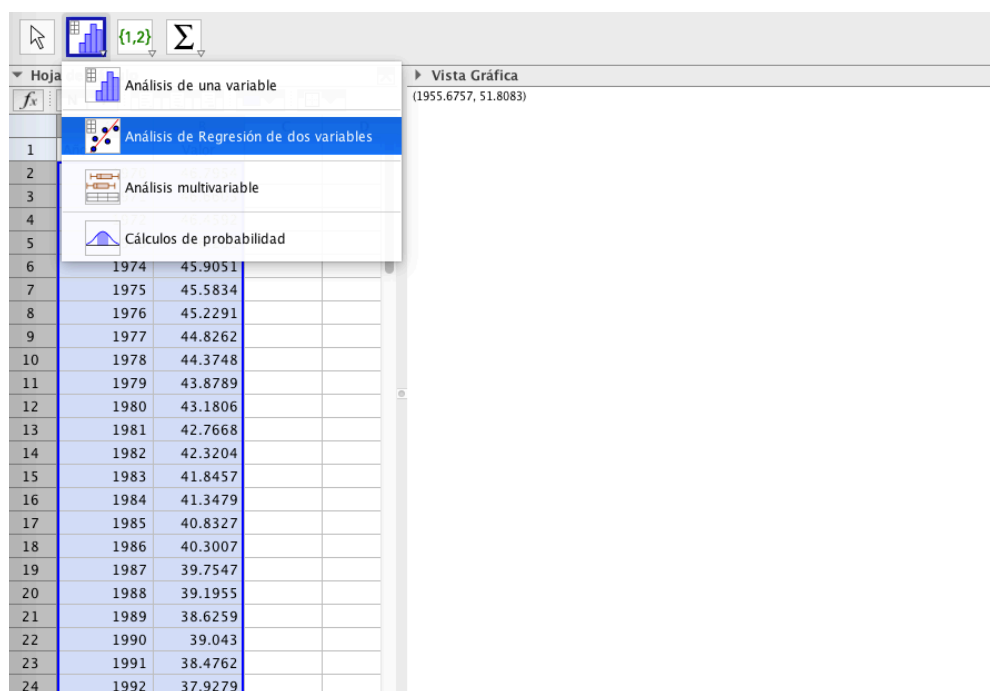 {1,2} Σ
Hoja
Vista Gráfica
Análisis de una variable
fx
(1955.6757, 51.8083)
Análisis de Regresión de dos variables
1
2
Análisis multivariable
3
4
Cálculos de probabilidad
5
6 1974 45.9051
7 1975 45.5834
8 1976 45.2291
9 1977 44.8262
10 1978 44.3748
11 1979 43.8789
12 1980 43.1806
13 1981 42.7668
14 1982 42.3204
15 1983 41.8457
16 1984 41.3479
17 1985 40.8327
18 1986 40.3007
19 1987 39.7547
20 1988 39.1955
21 1989 38.6259
22 1990 39.043
23 1991 38.4762
24 1992 37.9279